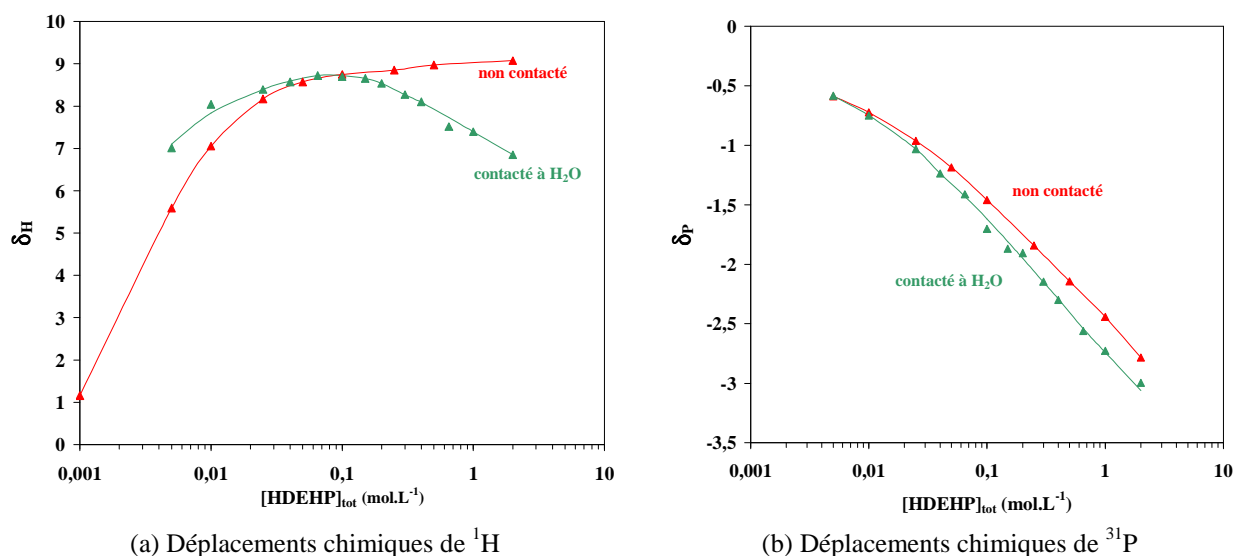 10
9
8
7
6
5
4
3
2
1
0
δH
non contacté
contacté à H2O
0,001
0,01
0,1
1
10
[HDEHP]tot (mol.L-1)
(a) Déplacements chimiques de 1H
-0
-0,5
-1
-1,5
-2
-2,5
-3
-3,5
δP
non contacté
contacté à H2O
0,001
0,01
0,1
1
10
[HDEHP]tot (mol.L-1)
(b) Déplacements chimiques de 31P